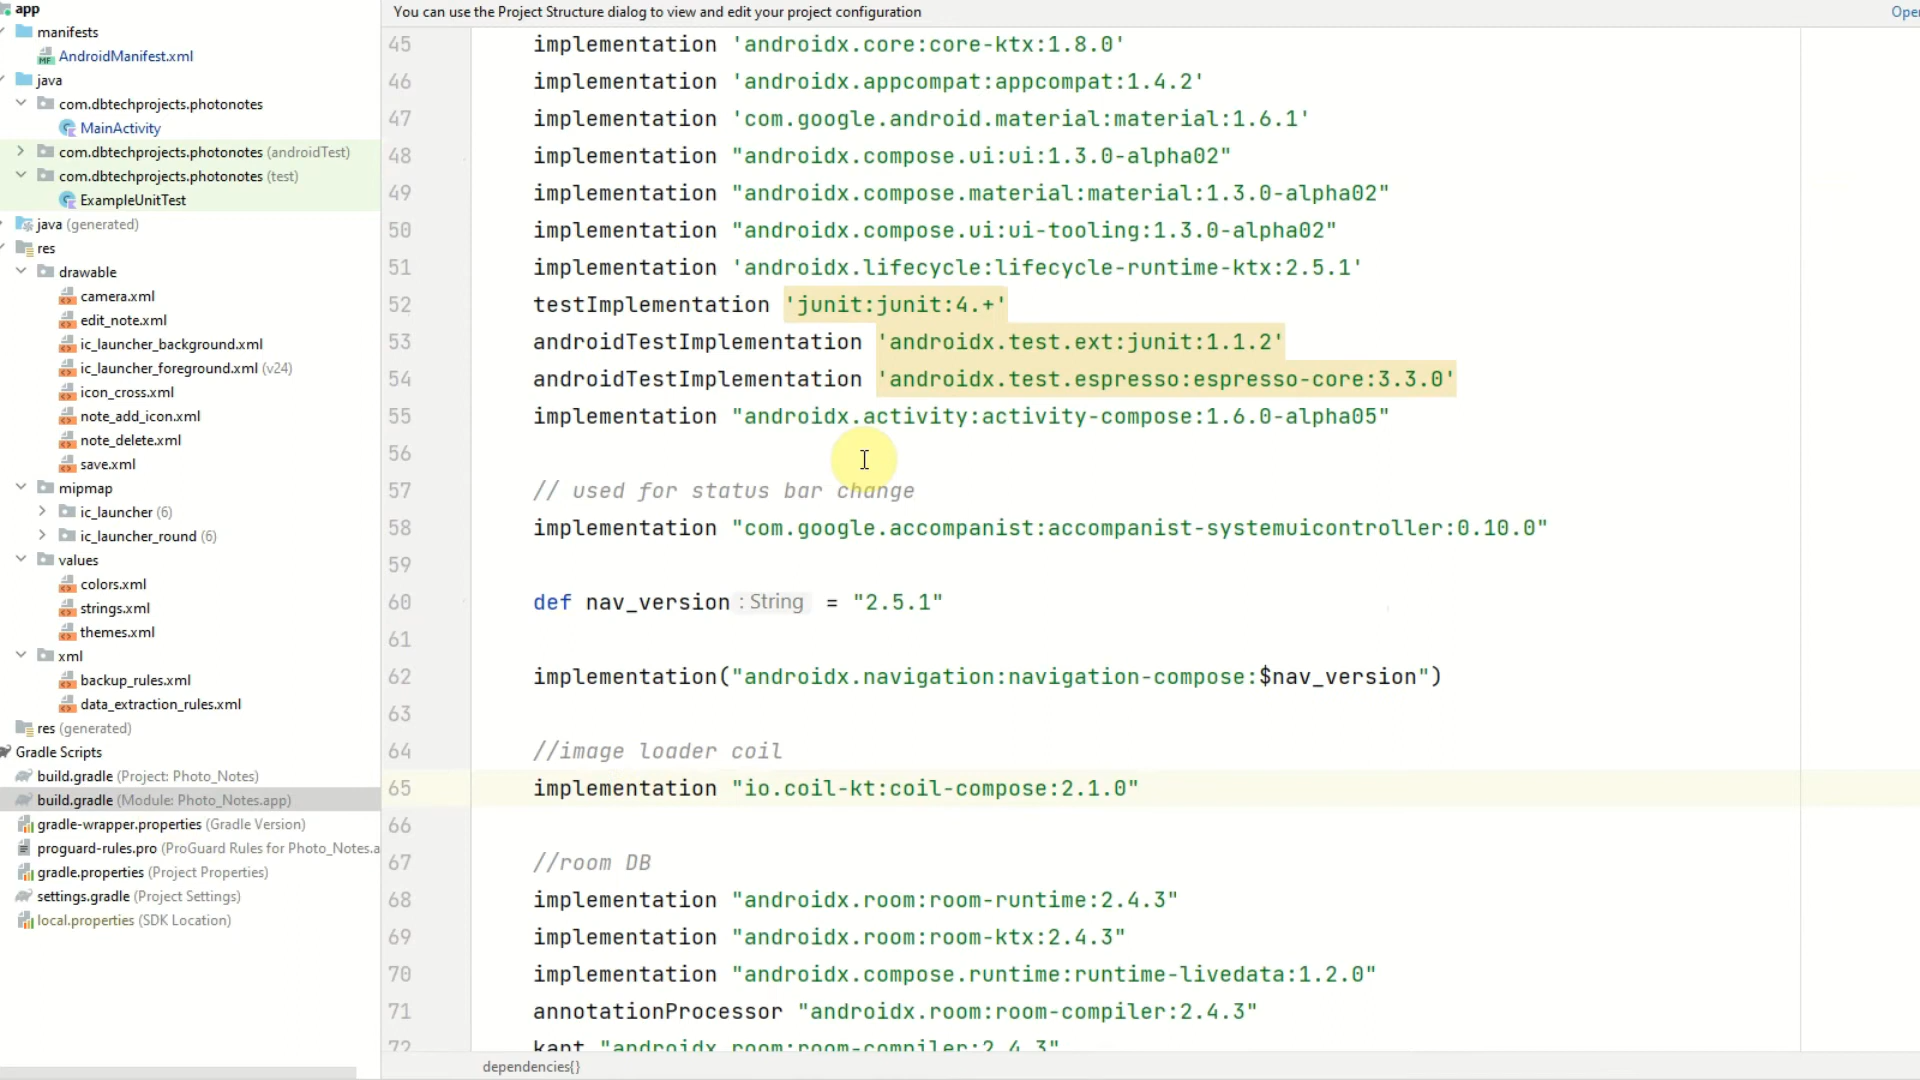 app
manifests
AndroidManifest.xml
java
com.dbtechprojects.photonotes
MainActivity
com.dbtechprojects.photonotes (androidTest)
com.dbtechprojects.photonotes (test)
ExampleUnitTest
java (generated)
res
drawable
camera.xml
edit_note.xml
ic_launcher_background.xml
ic_launcher_foreground.xml (v24)
icon_cross.xml
note_add_icon.xml
note_delete.xml
save.xml
mipmap
ic_launcher (6)
ic_launcher_round (6)
values
colors.xml
strings.xml
themes.xml
xml
backup_rules.xml
data_extraction_rules.xml
res (generated)
Gradle Scripts
build.gradle (Project: Photo_Notes)
build.gradle (Module: Photo_Notes.app)
gradle-wrapper.properties (Gradle Version)
proguard-rules.pro (ProGuard Rules for Photo_Notes.a
gradle.properties (Project Properties)
settings.gradle (Project Settings)
local.properties (SDK Location)
You can use the Project Structure dialog to view and edit your project configuration
Oper
45 implementation 'androidx.core:core-ktx:1.8.0'
46 implementation 'androidx.appcompat:appcompat:1.4.2'
47 implementation 'com.google.android.material:material:1.6.1'
48 implementation "androidx.compose.ui:ui:1.3.0-alpha02"
49 implementation "androidx.compose.material:material:1.3.0-alpha02"
50 implementation "androidx.compose.ui:ui-tooling:1.3.0-alpha02"
51 implementation 'androidx.lifecycle:lifecycle-runtime-ktx:2.5.1'
52 testImplementation 'junit:junit:4.+'
53 androidTestImplementation 'androidx.test.ext:junit:1.1.2'
54 androidTestImplementation 'androidx.test.espresso:espresso-core:3.3.0'
55 implementation "androidx.activity:activity-compose:1.6.0-alpha05"
56
57 // used for status bar change
58 implementation "com.google.accompanist:accompanist-systemuicontroller:0.10.0"
59
60 def nav_version : String = "2.5.1"
61
62 implementation("androidx.navigation:navigation-compose:$nav_version")
63
64 //image loader coil
65 implementation "io.coil-kt:coil-compose:2.1.0"
66
67 //room DB
68 implementation "androidx.room:room-runtime:2.4.3"
69 implementation "androidx.room:room-ktx:2.4.3"
70 implementation "androidx.compose.runtime:runtime-livedata:1.2.0"
71 annotationProcessor "androidx.room:room-compiler:2.4.3"
72 kapt "androidx.room:room-compiler:2.4.3"
dependencies{}